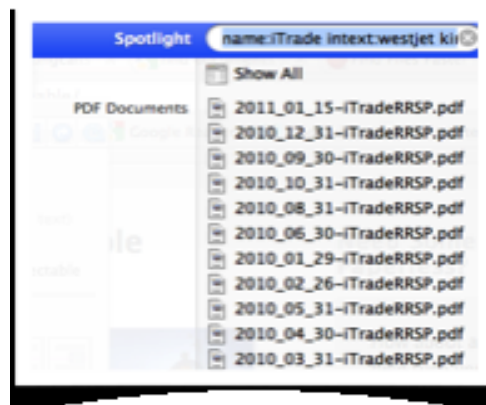 Spotlight name:iTrade intext:westjet ki
Show All
PDF Documents 2011_01_15-iTradeRRSP.pdf
2010_12_31-iTradeRRSP.pdf
2010_09_30-iTradeRRSP.pdf
2010_10_31-iTradeRRSP.pdf
2010_08_31-iTradeRRSP.pdf
2010_06_30-iTradeRRSP.pdf
2010_01_29-iTradeRRSP.pdf
2010_02_26-iTradeRRSP.pdf
2010_05_31-iTradeRRSP.pdf
2010_04_30-iTradeRRSP.pdf
2010_03_31-iTradeRRSP.pdf